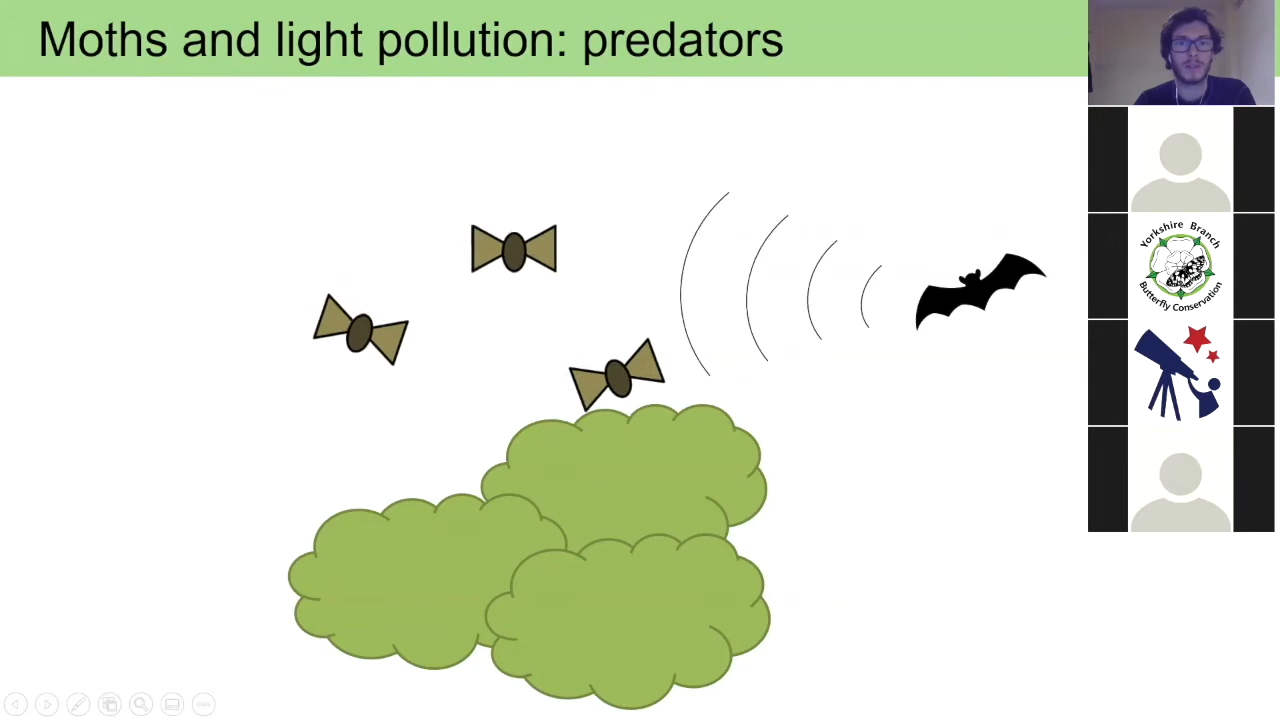 Moths and light pollution: predators
Yorkshire Branch
Butterfly Conservation